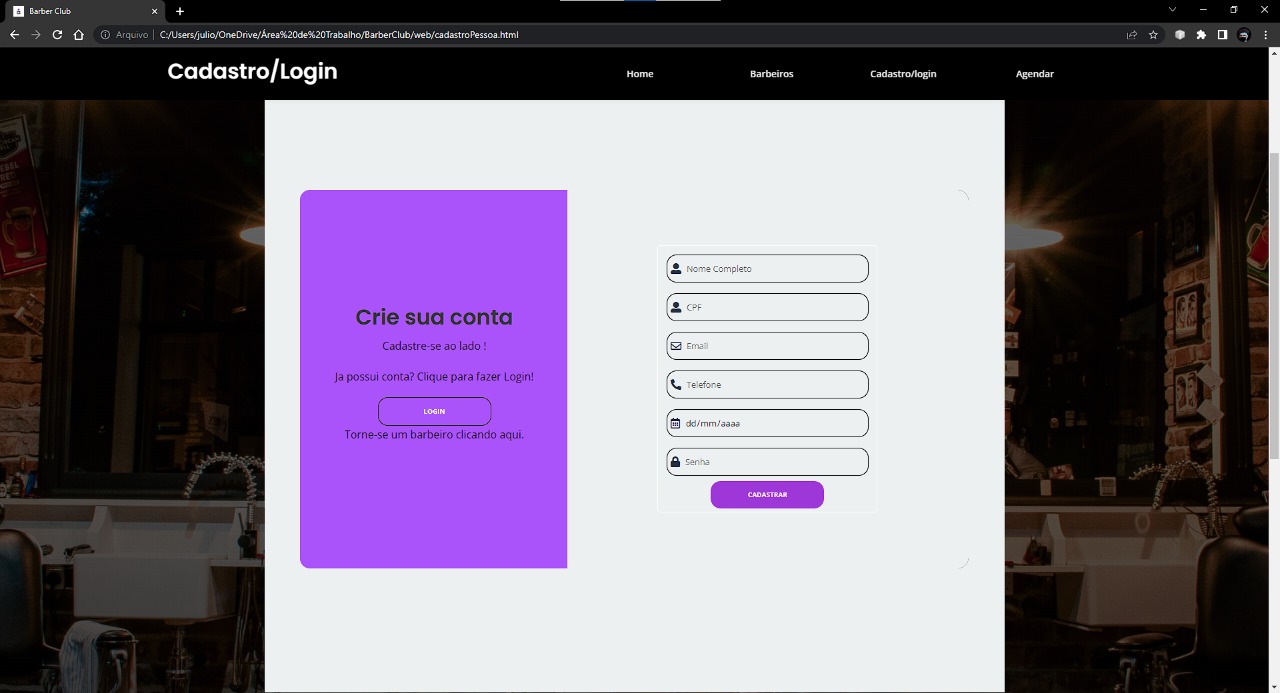 Barber Club
Arquivo
C:/Users/julio/OneDrive/Área%20de%20Trabalho/BarberClub/web/cadastroPessoa.html
Cadastro/Login
Home
Barbeiros
Cadastro/login
Agendar
Crie sua conta
Cadastre-se ao lado !
Ja possui conta? Clique para fazer Login!
LOGIN
Torne-se um barbeiro clicando aqui.
Nome Completo
CPF
Email
Telefone
dd/mm/aaaa
Senha
CADASTRAR